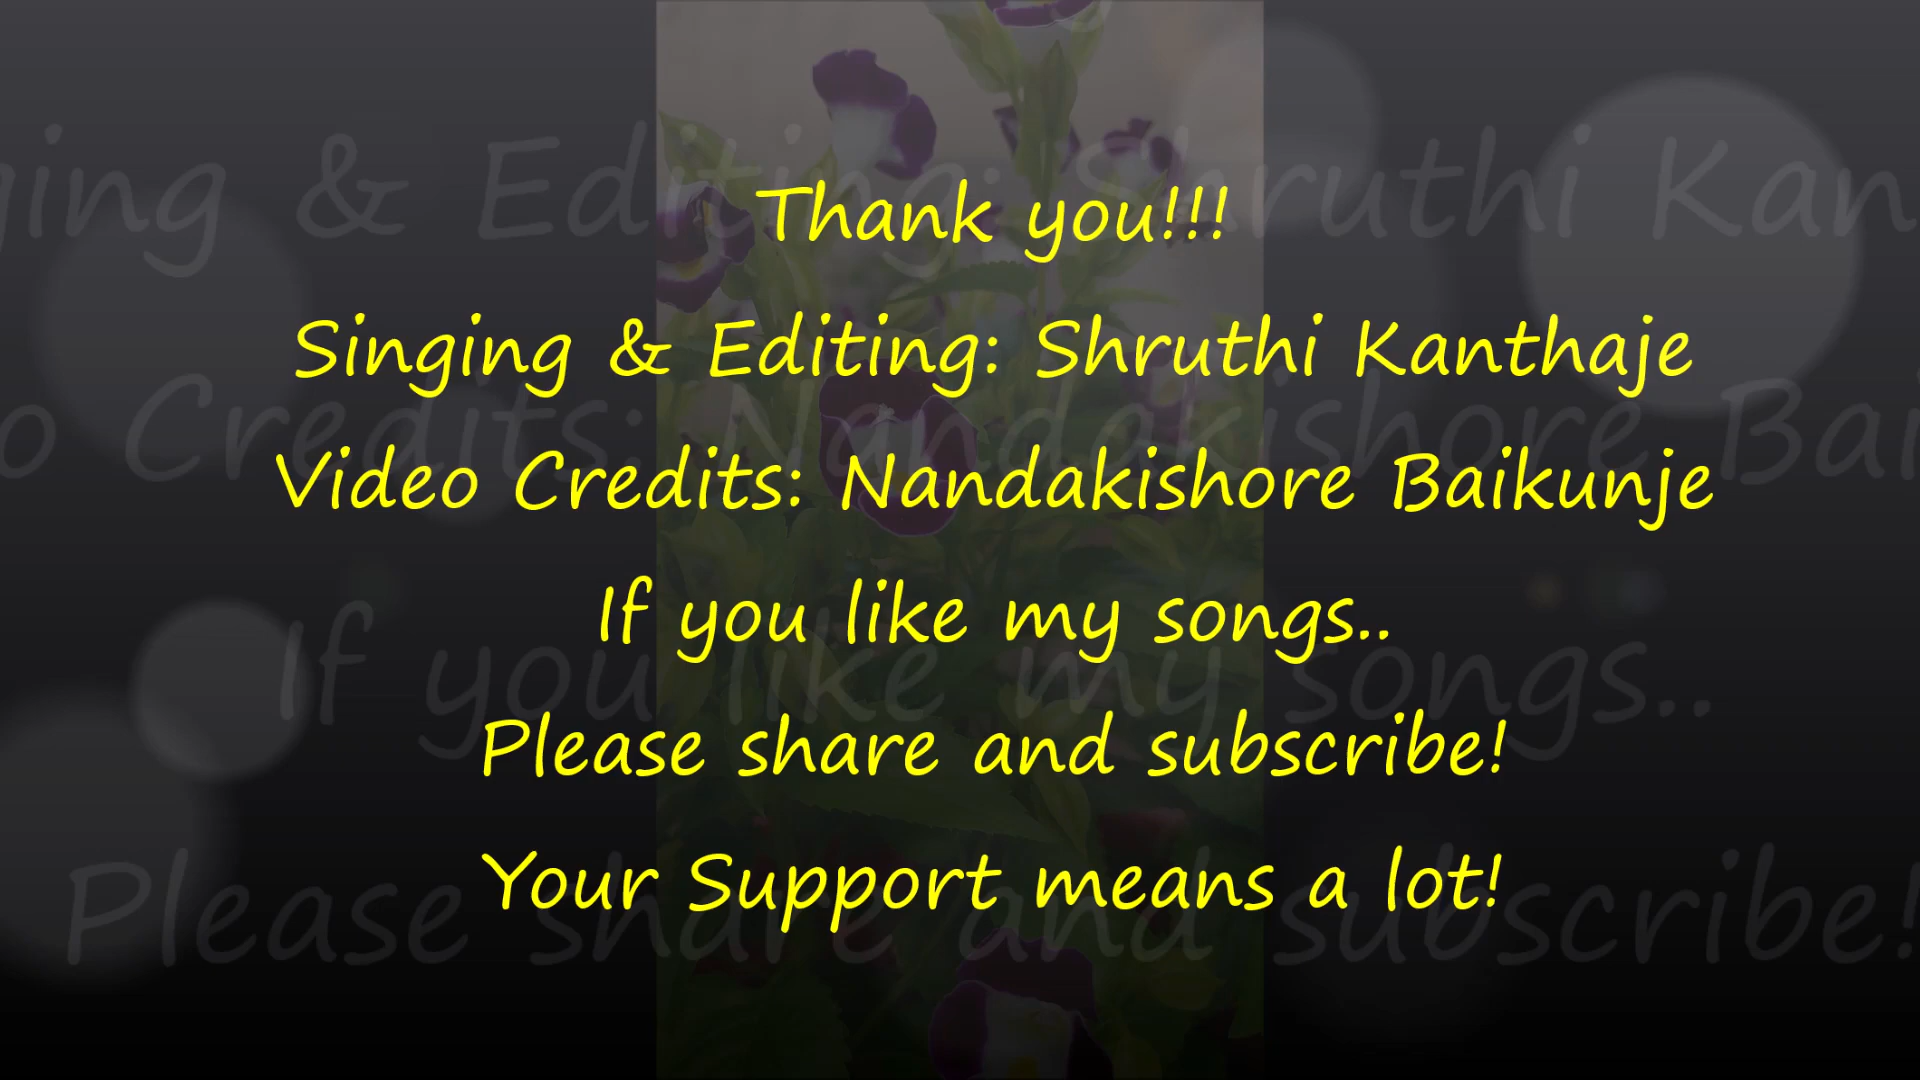 Thank you!!!
Singing & Editing: Shruthi Kanthaje
Video Credits: Nandakishore Baikunje
If you like my songs..
Please share and subscribe!
Your Support means a lot!